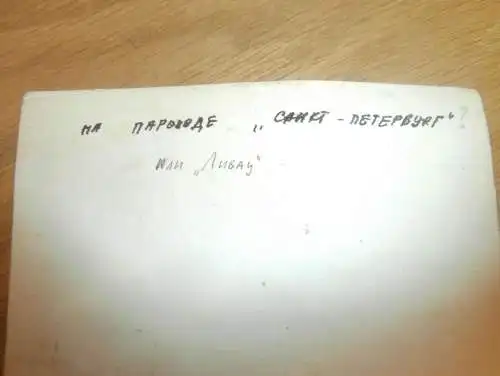 на пароходе „Санкт-Петербург"?
или „Либау"